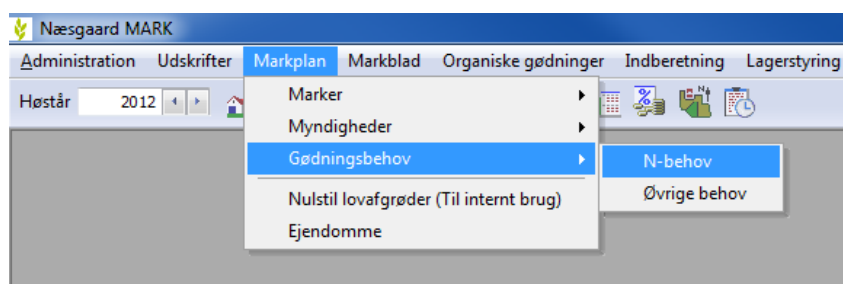 Næsgaard MARK
Administration Udskrifter Markplan Markblad Organiske gødninger Indberetning Lagerstyring
Høstår 2012
Marker
Myndigheder
Gødningsbehov
N-behov
Øvrige behov
Nulstil lovafgrøder (Til internt brug)
Ejendomme